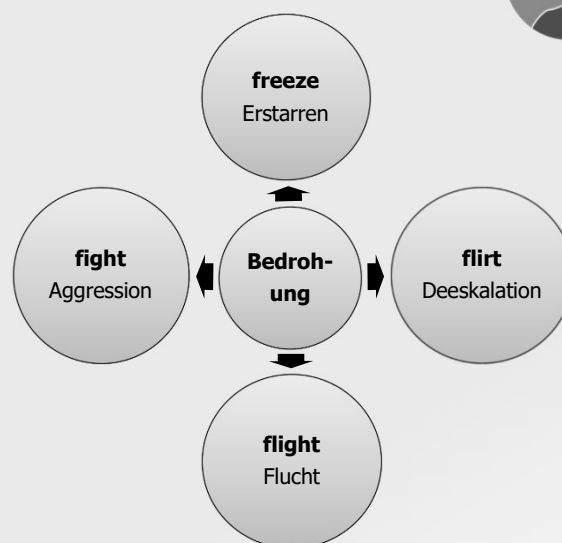 freeze
Erstarren
fight
Aggression
Bedroh-
ung
flirt
Deeskalation
flight
Flucht